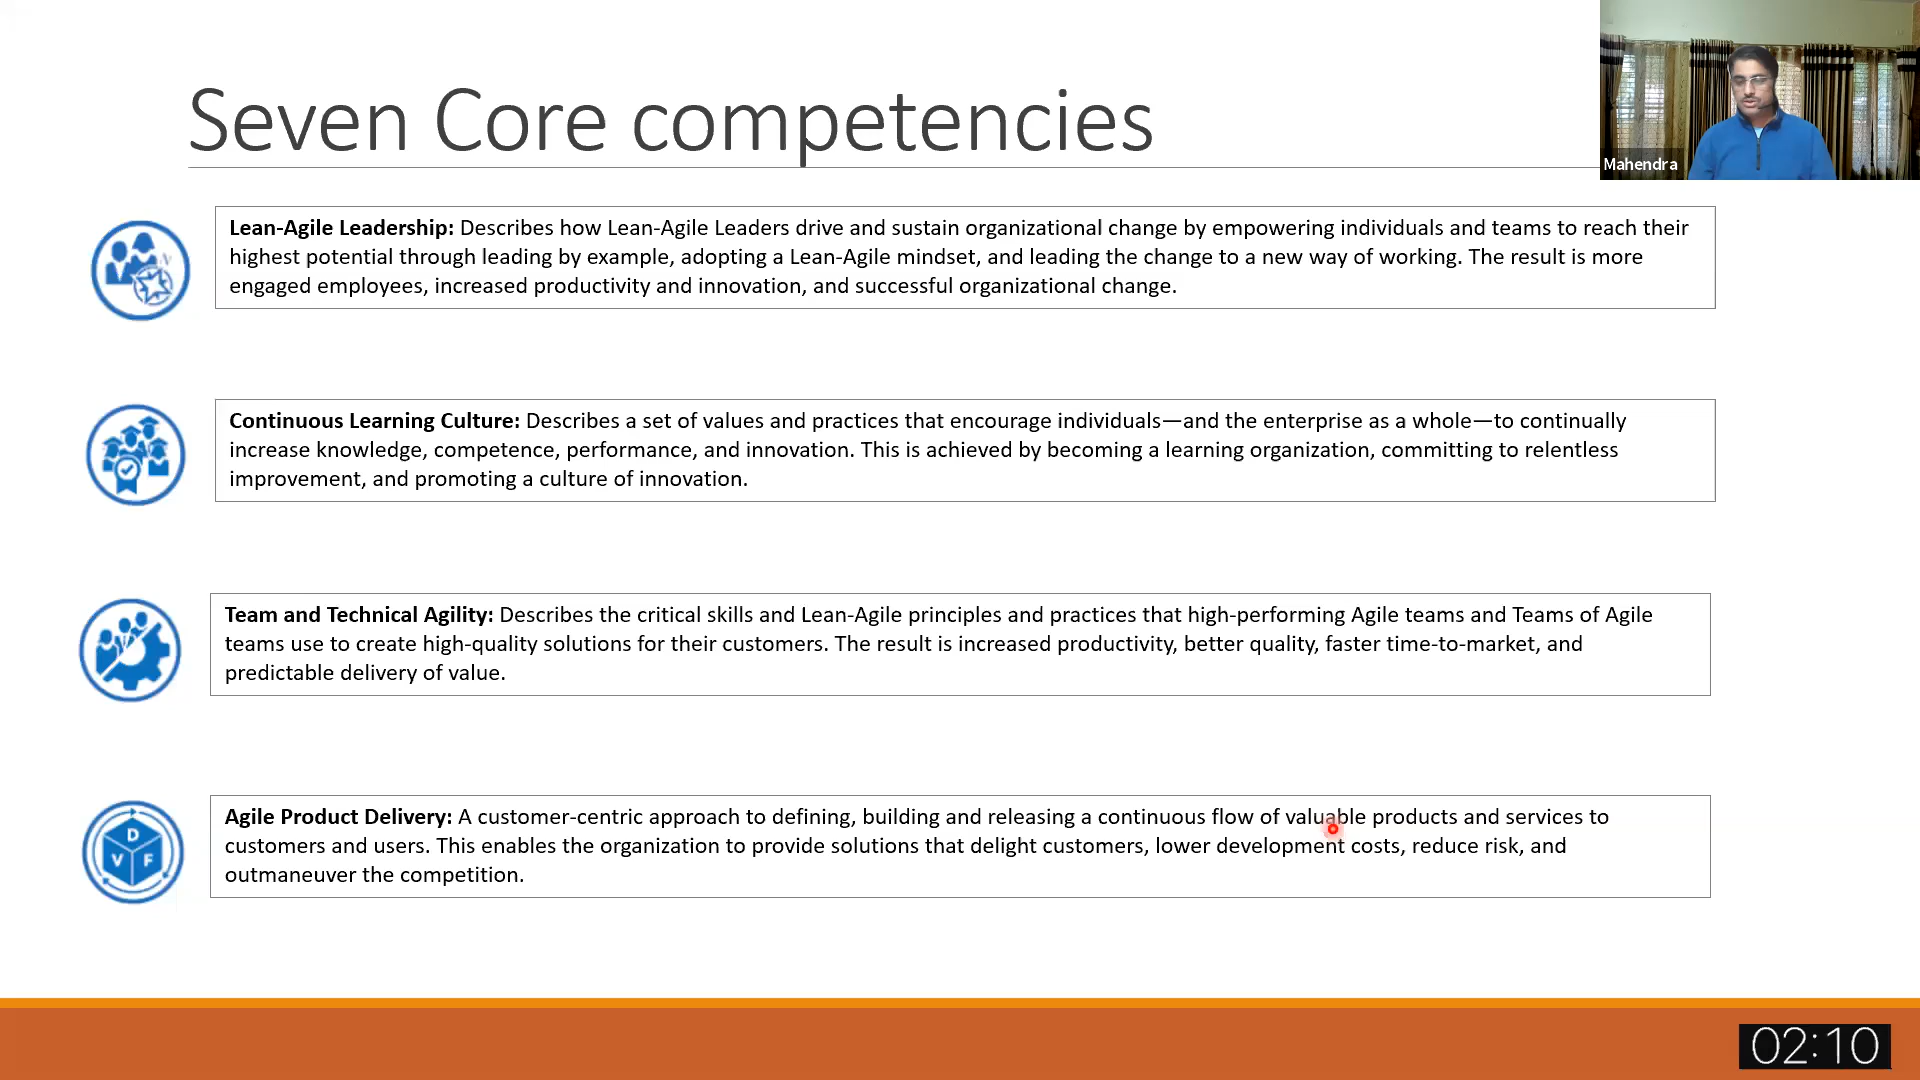 Seven Core competencies
Mahendra
Lean-Agile Leadership: Describes how Lean-Agile Leaders drive and sustain organizational change by empowering individuals and teams to reach their
highest potential through leading by example, adopting a Lean-Agile mindset, and leading the change to a new way of working. The result is more
engaged employees, increased productivity and innovation, and successful organizational change.
Continuous Learning Culture: Describes a set of values and practices that encourage individuals—and the enterprise as a whole—to continually
increase knowledge, competence, performance, and innovation. This is achieved by becoming a learning organization, committing to relentless
improvement, and promoting a culture of innovation.
Team and Technical Agility: Describes the critical skills and Lean-Agile principles and practices that high-performing Agile teams and Teams of Agile
teams use to create high-quality solutions for their customers. The result is increased productivity, better quality, faster time-to-market, and
predictable delivery of value.
D
V F
Agile Product Delivery: A customer-centric approach to defining, building and releasing a continuous flow of valuable products and services to
customers and users. This enables the organization to provide solutions that delight customers, lower development costs, reduce risk, and
outmaneuver the competition.
02:10